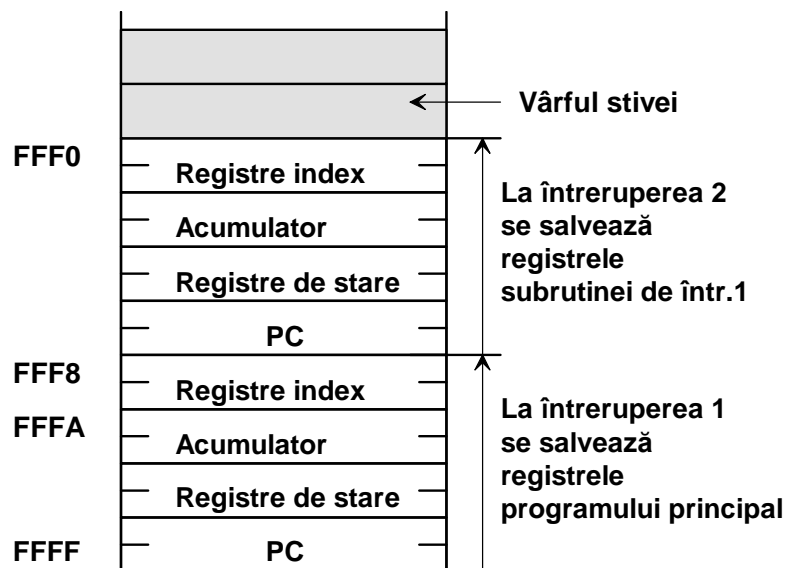 Vârful stivei
FFF0
Registre index
Acumulator
Registre de stare
PC
La întreruperea 2
se salvează
registrele
subrutinei de într.1
FFF8
Registre index
FFFA
Acumulator
Registre de stare
FFFF
PC
La întreruperea 1
se salvează
registrele
programului principal